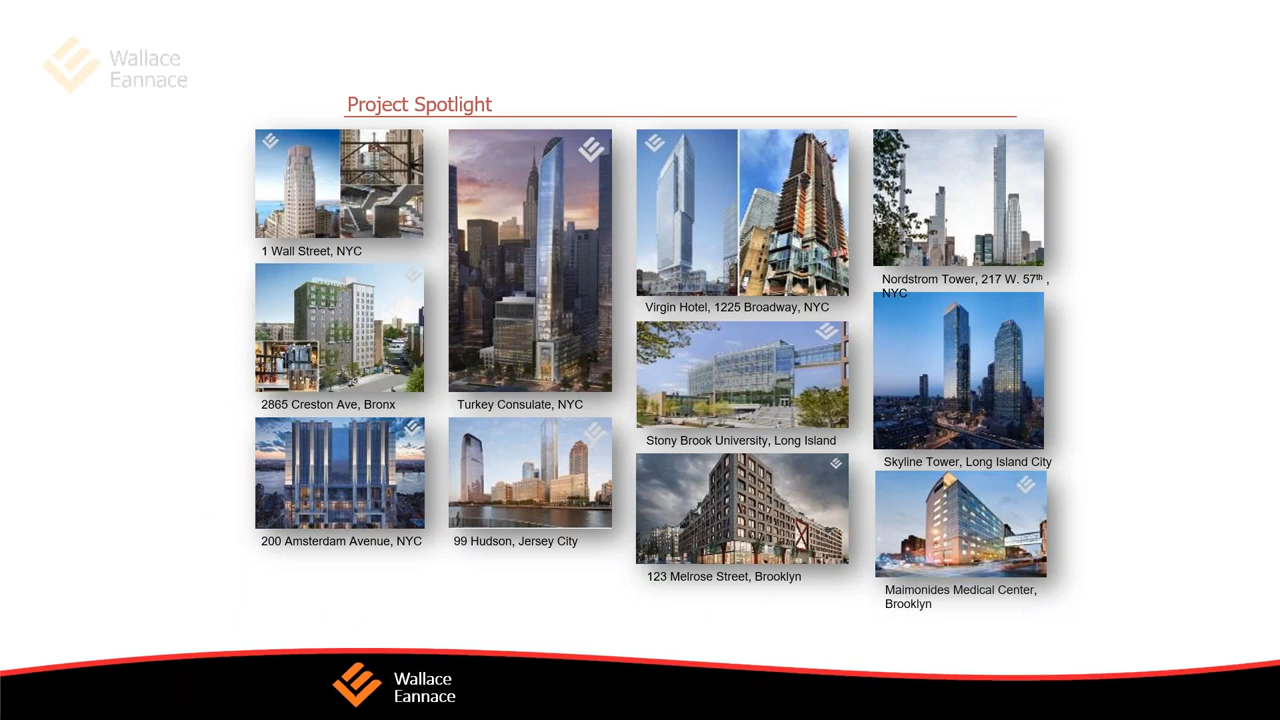 Wallace
Eannace
Project Spotlight
1 Wall Street, NYC
2865 Creston Ave, Bronx
200 Amsterdam Avenue, NYC
Turkey Consulate, NYC
99 Hudson, Jersey City
Virgin Hotel, 1225 Broadway, NYC
Stony Brook University, Long Island
123 Melrose Street, Brooklyn
Nordstrom Tower, 217 W. 57th ,
NYC
Skyline Tower, Long Island City
Maimonides Medical Center,
Brooklyn
Wallace
Eannace